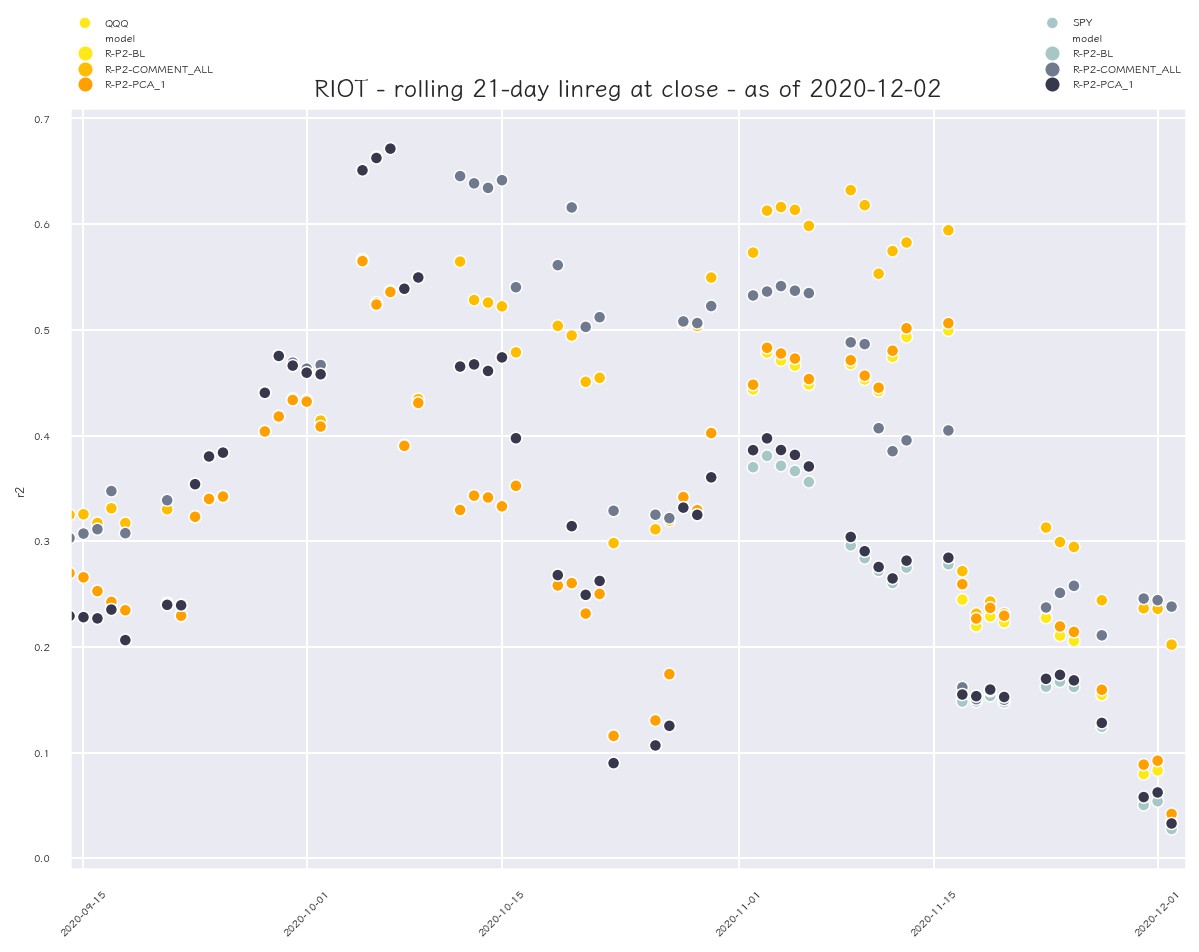 QQQ
model
R-P2-BL
R-P2-COMMENT_ALL
R-P2-PCA_1
SPY
model
R-P2-BL
R-P2-COMMENT_ALL
R-P2-PCA_1
RIOT - rolling 21-day linreg at close - as of 2020-12-02
0.7
0.6
0.5
0.4
0.3
0.2
0.1
0.0
r2
2020-09-15
2020-10-01
2020-10-15
2020-11-01
2020-11-15
2020-12-01